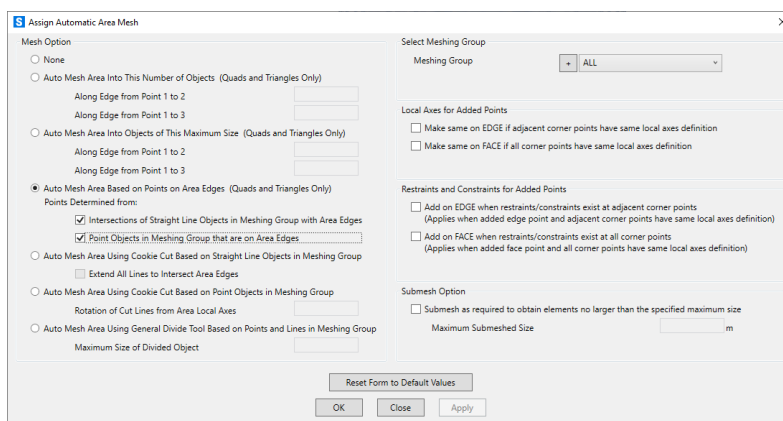 S Assign Automatic Area Mesh
Mesh Option
None
Auto Mesh Area Into This Number of Objects (Quads and Triangles Only)
Along Edge from Point 1 to 2
Along Edge from Point 1 to 3
Auto Mesh Area Into Objects of This Maximum Size (Quads and Triangles Only)
Along Edge from Point 1 to 2
Along Edge from Point 1 to 3
Auto Mesh Area Based on Points on Area Edges (Quads and Triangles Only)
Points Determined from:
Intersections of Straight Line Objects in Meshing Group with Area Edges
Point Objects in Meshing Group that are on Area Edges
Auto Mesh Area Using Cookie Cut Based on Straight Line Objects in Meshing Group
Extend All Lines to Intersect Area Edges
Auto Mesh Area Using Cookie Cut Based on Point Objects in Meshing Group
Rotation of Cut Lines from Area Local Axes
Auto Mesh Area Using General Divide Tool Based on Points and Lines in Meshing Group
Maximum Size of Divided Object
Select Meshing Group
Meshing Group + ALL
Local Axes for Added Points
Make same on EDGE if adjacent corner points have same local axes definition
Make same on FACE if all corner points have same local axes definition
Restraints and Constraints for Added Points
Add on EDGE when restraints/constraints exist at adjacent corner points
(Applies when added edge point and adjacent corner points have same local axes definition)
Add on FACE when restraints/constraints exist at all corner points
(Applies when added face point and all corner points have same local axes definition)
Submesh Option
Submesh as required to obtain elements no larger than the specified maximum size
Maximum Submeshed Size m
Reset Form to Default Values
OK Close Apply